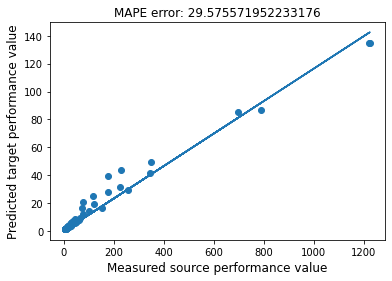 MAPE error: 29.575571952233176
Predicted target performance value
140
120
100
80
60
40
20
0
0 200 400 600 800 1000 1200
Measured source performance value